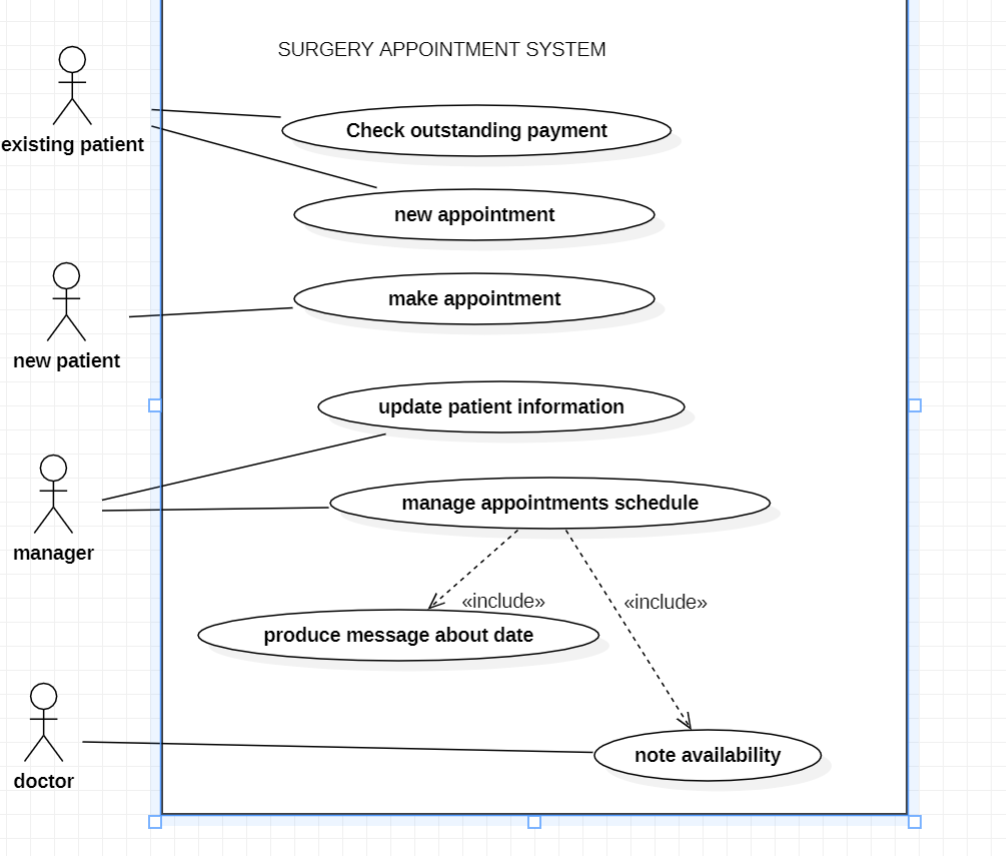 SURGERY APPOINTMENT SYSTEM
existing patient
Check outstanding payment
new appointment
make appointment
new patient
update patient information
manage appointments schedule
manager
«include»
«include»
produce message about date
note availability
doctor